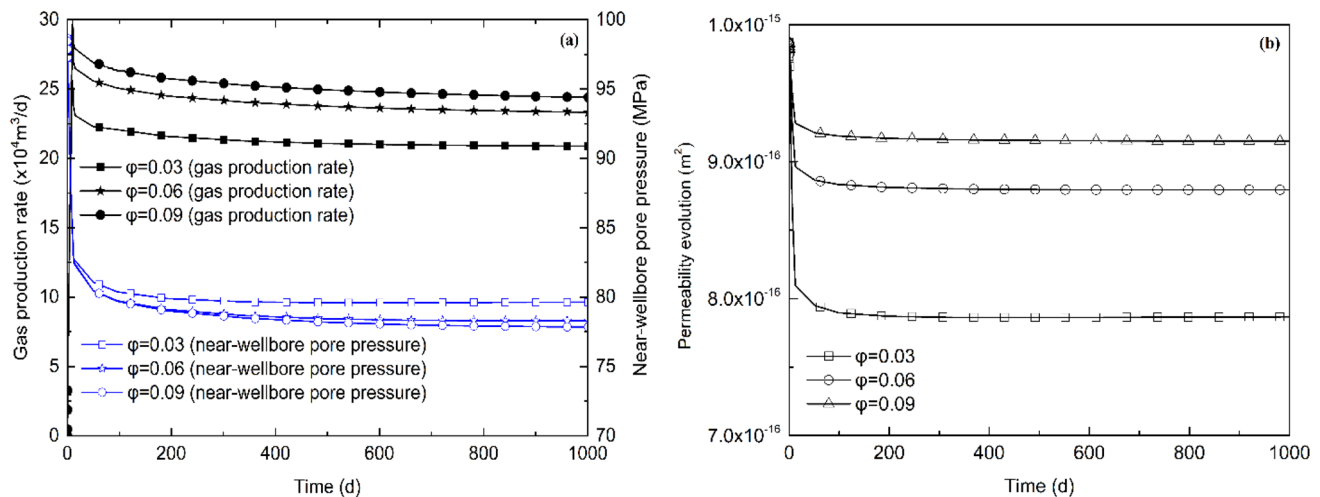 (a)
Gas production rate (x10⁴m³/d)
30
25
20
15
10
5
0
100
95
90
85
80
75
70
Near-wellbore pore pressure (MPa)
φ=0.03 (gas production rate)
φ=0.06 (gas production rate)
φ=0.09 (gas production rate)
φ=0.03 (near-wellbore pore pressure)
φ=0.06 (near-wellbore pore pressure)
φ=0.09 (near-wellbore pore pressure)
0 200 400 600 800 1000
Time (d)
(b)
Permeability evolution (m²)
1.0x10⁻¹⁵
9.0x10⁻¹⁶
8.0x10⁻¹⁶
7.0x10⁻¹⁶
φ=0.03
φ=0.06
φ=0.09
0 200 400 600 800 1000
Time (d)